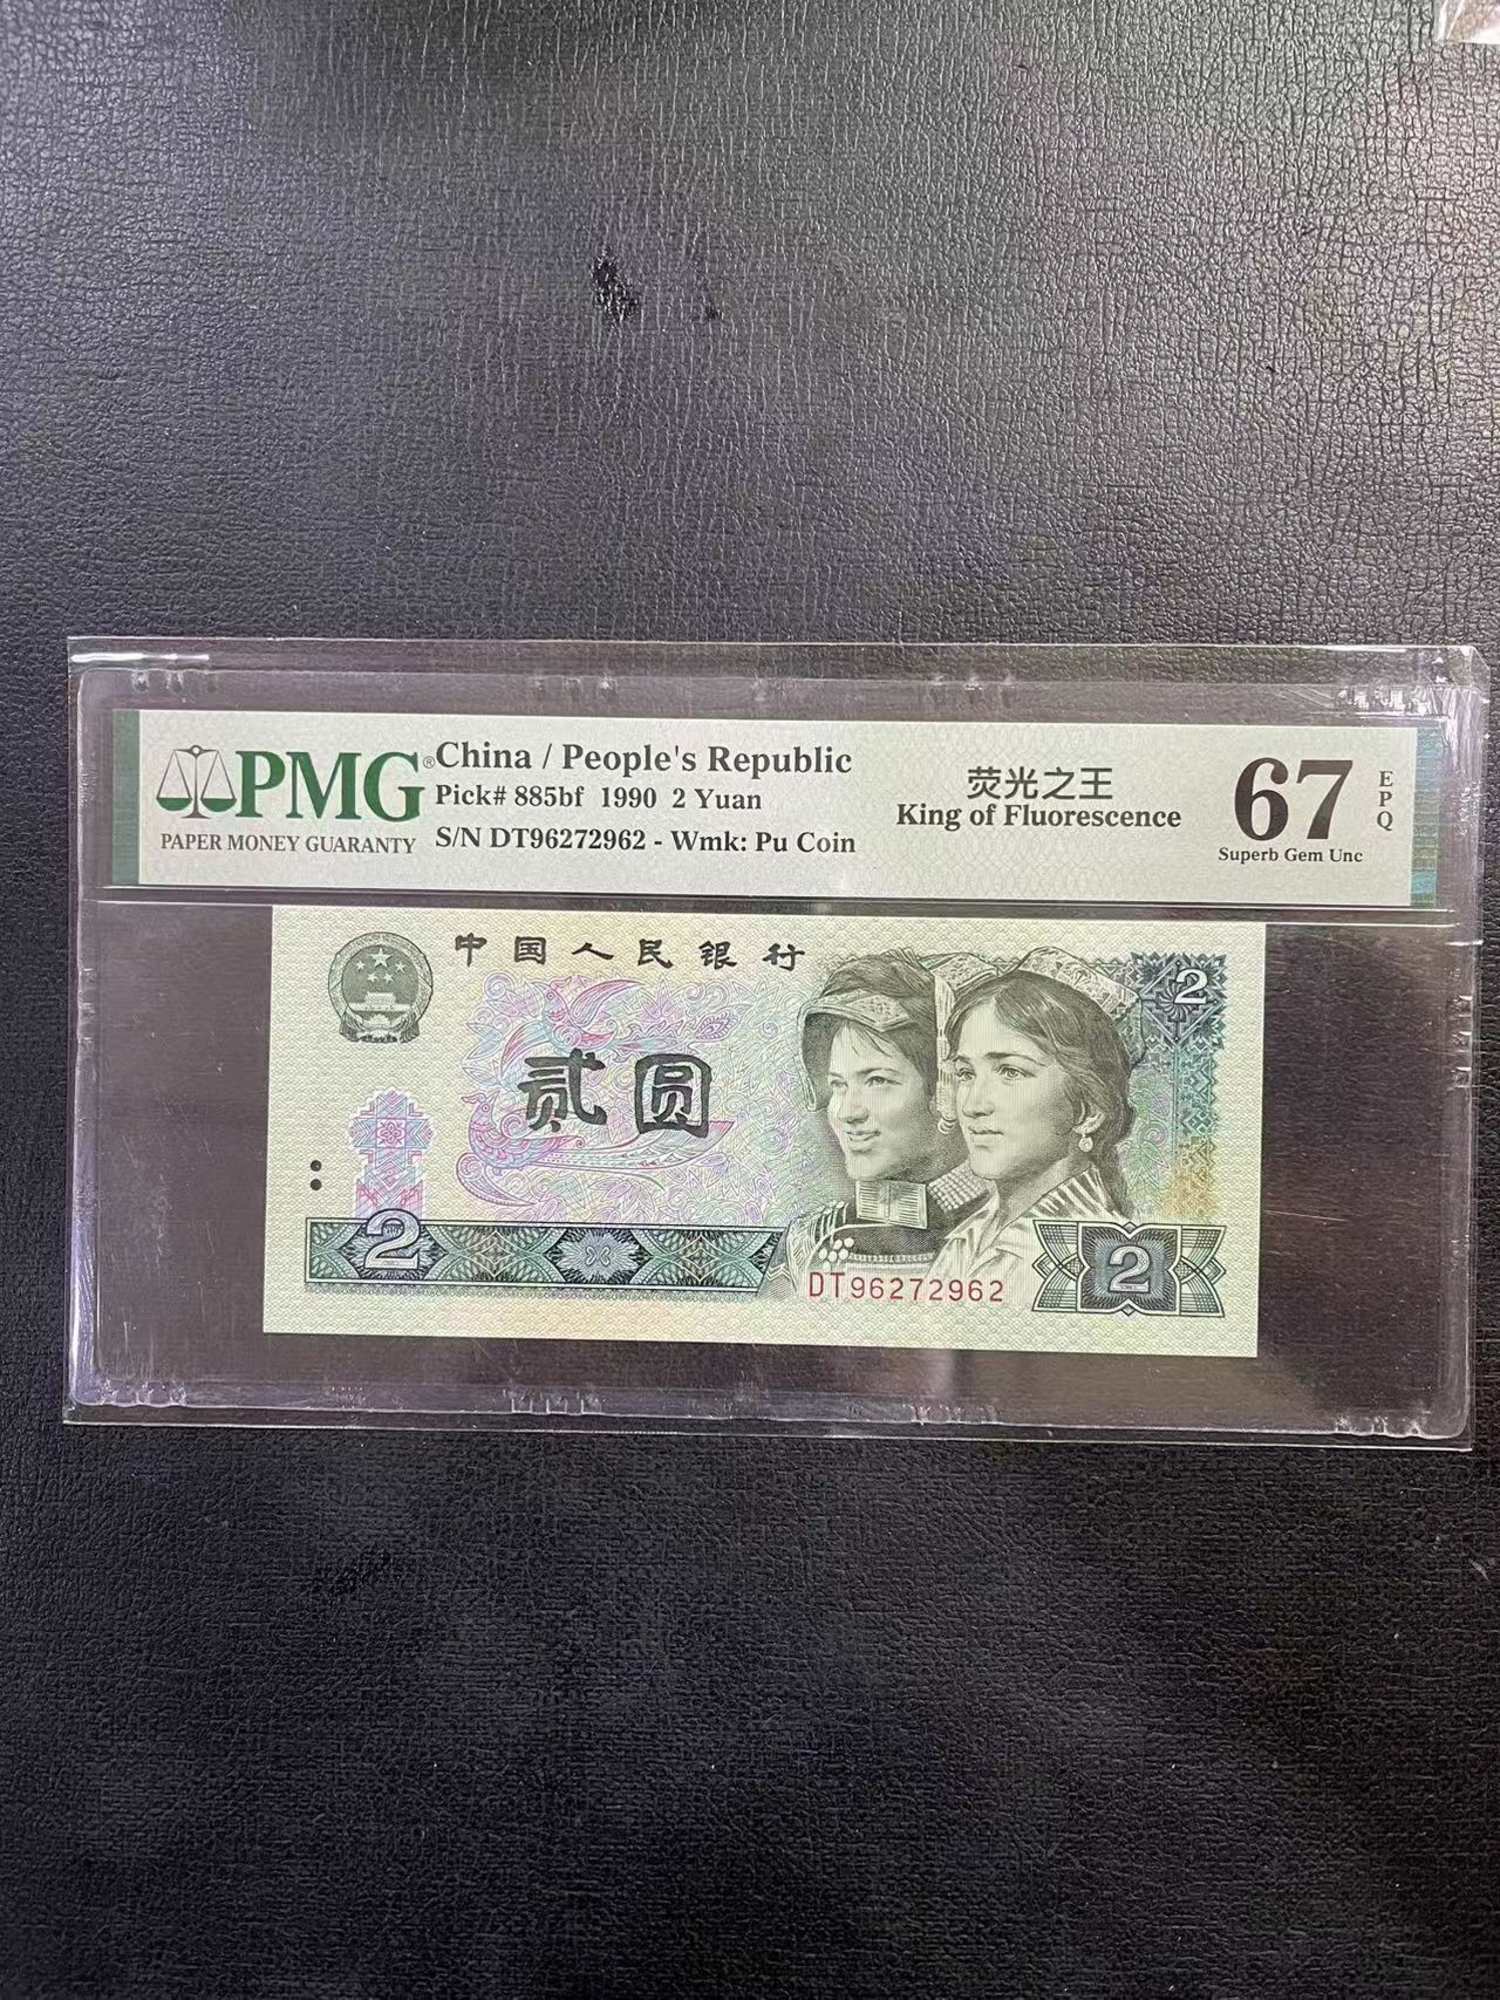 PMG®
PAPER MONEY GUARANTY
China / People's Republic
Pick# 885bf 1990 2 Yuan
S/N DT96272962 - Wmk: Pu Coin
荧光之王
King of Fluorescence
67
EPQ
Superb Gem Unc
中国人民银行
2
贰圆
2
DT96272962
2